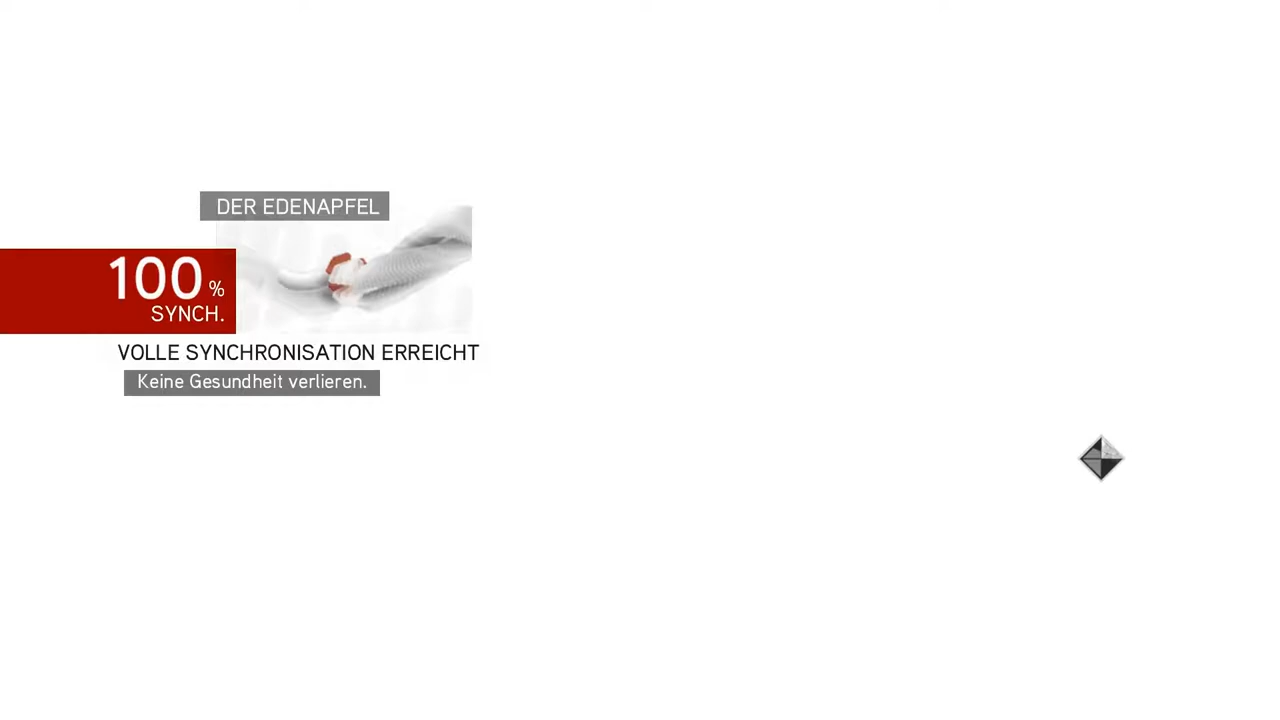 DER EDENAPFEL
100 %
SYNCH.
VOLLE SYNCHRONISATION ERREICHT
Keine Gesundheit verlieren.